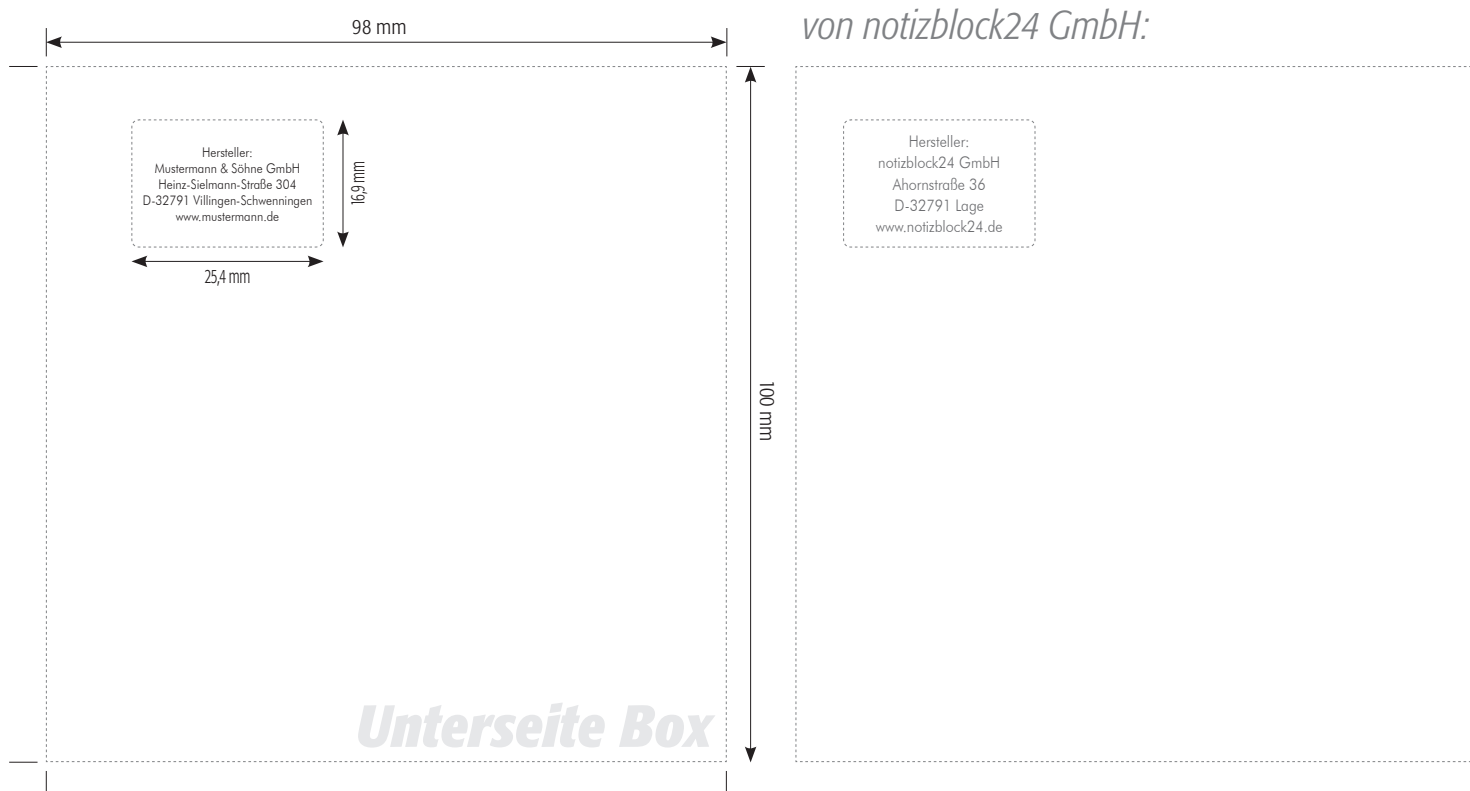 98 mm
Hersteller:
Mustermann & Söhne GmbH
Heinz-Sielmann-Straße 304
D-32791 Villingen-Schwenningen
www.mustermann.de
16,9 mm
25,4 mm
100 mm
Unterseite Box
von notizblock24 GmbH:
Hersteller:
notizblock24 GmbH
Ahornstraße 36
D-32791 Lage
www.notizblock24.de